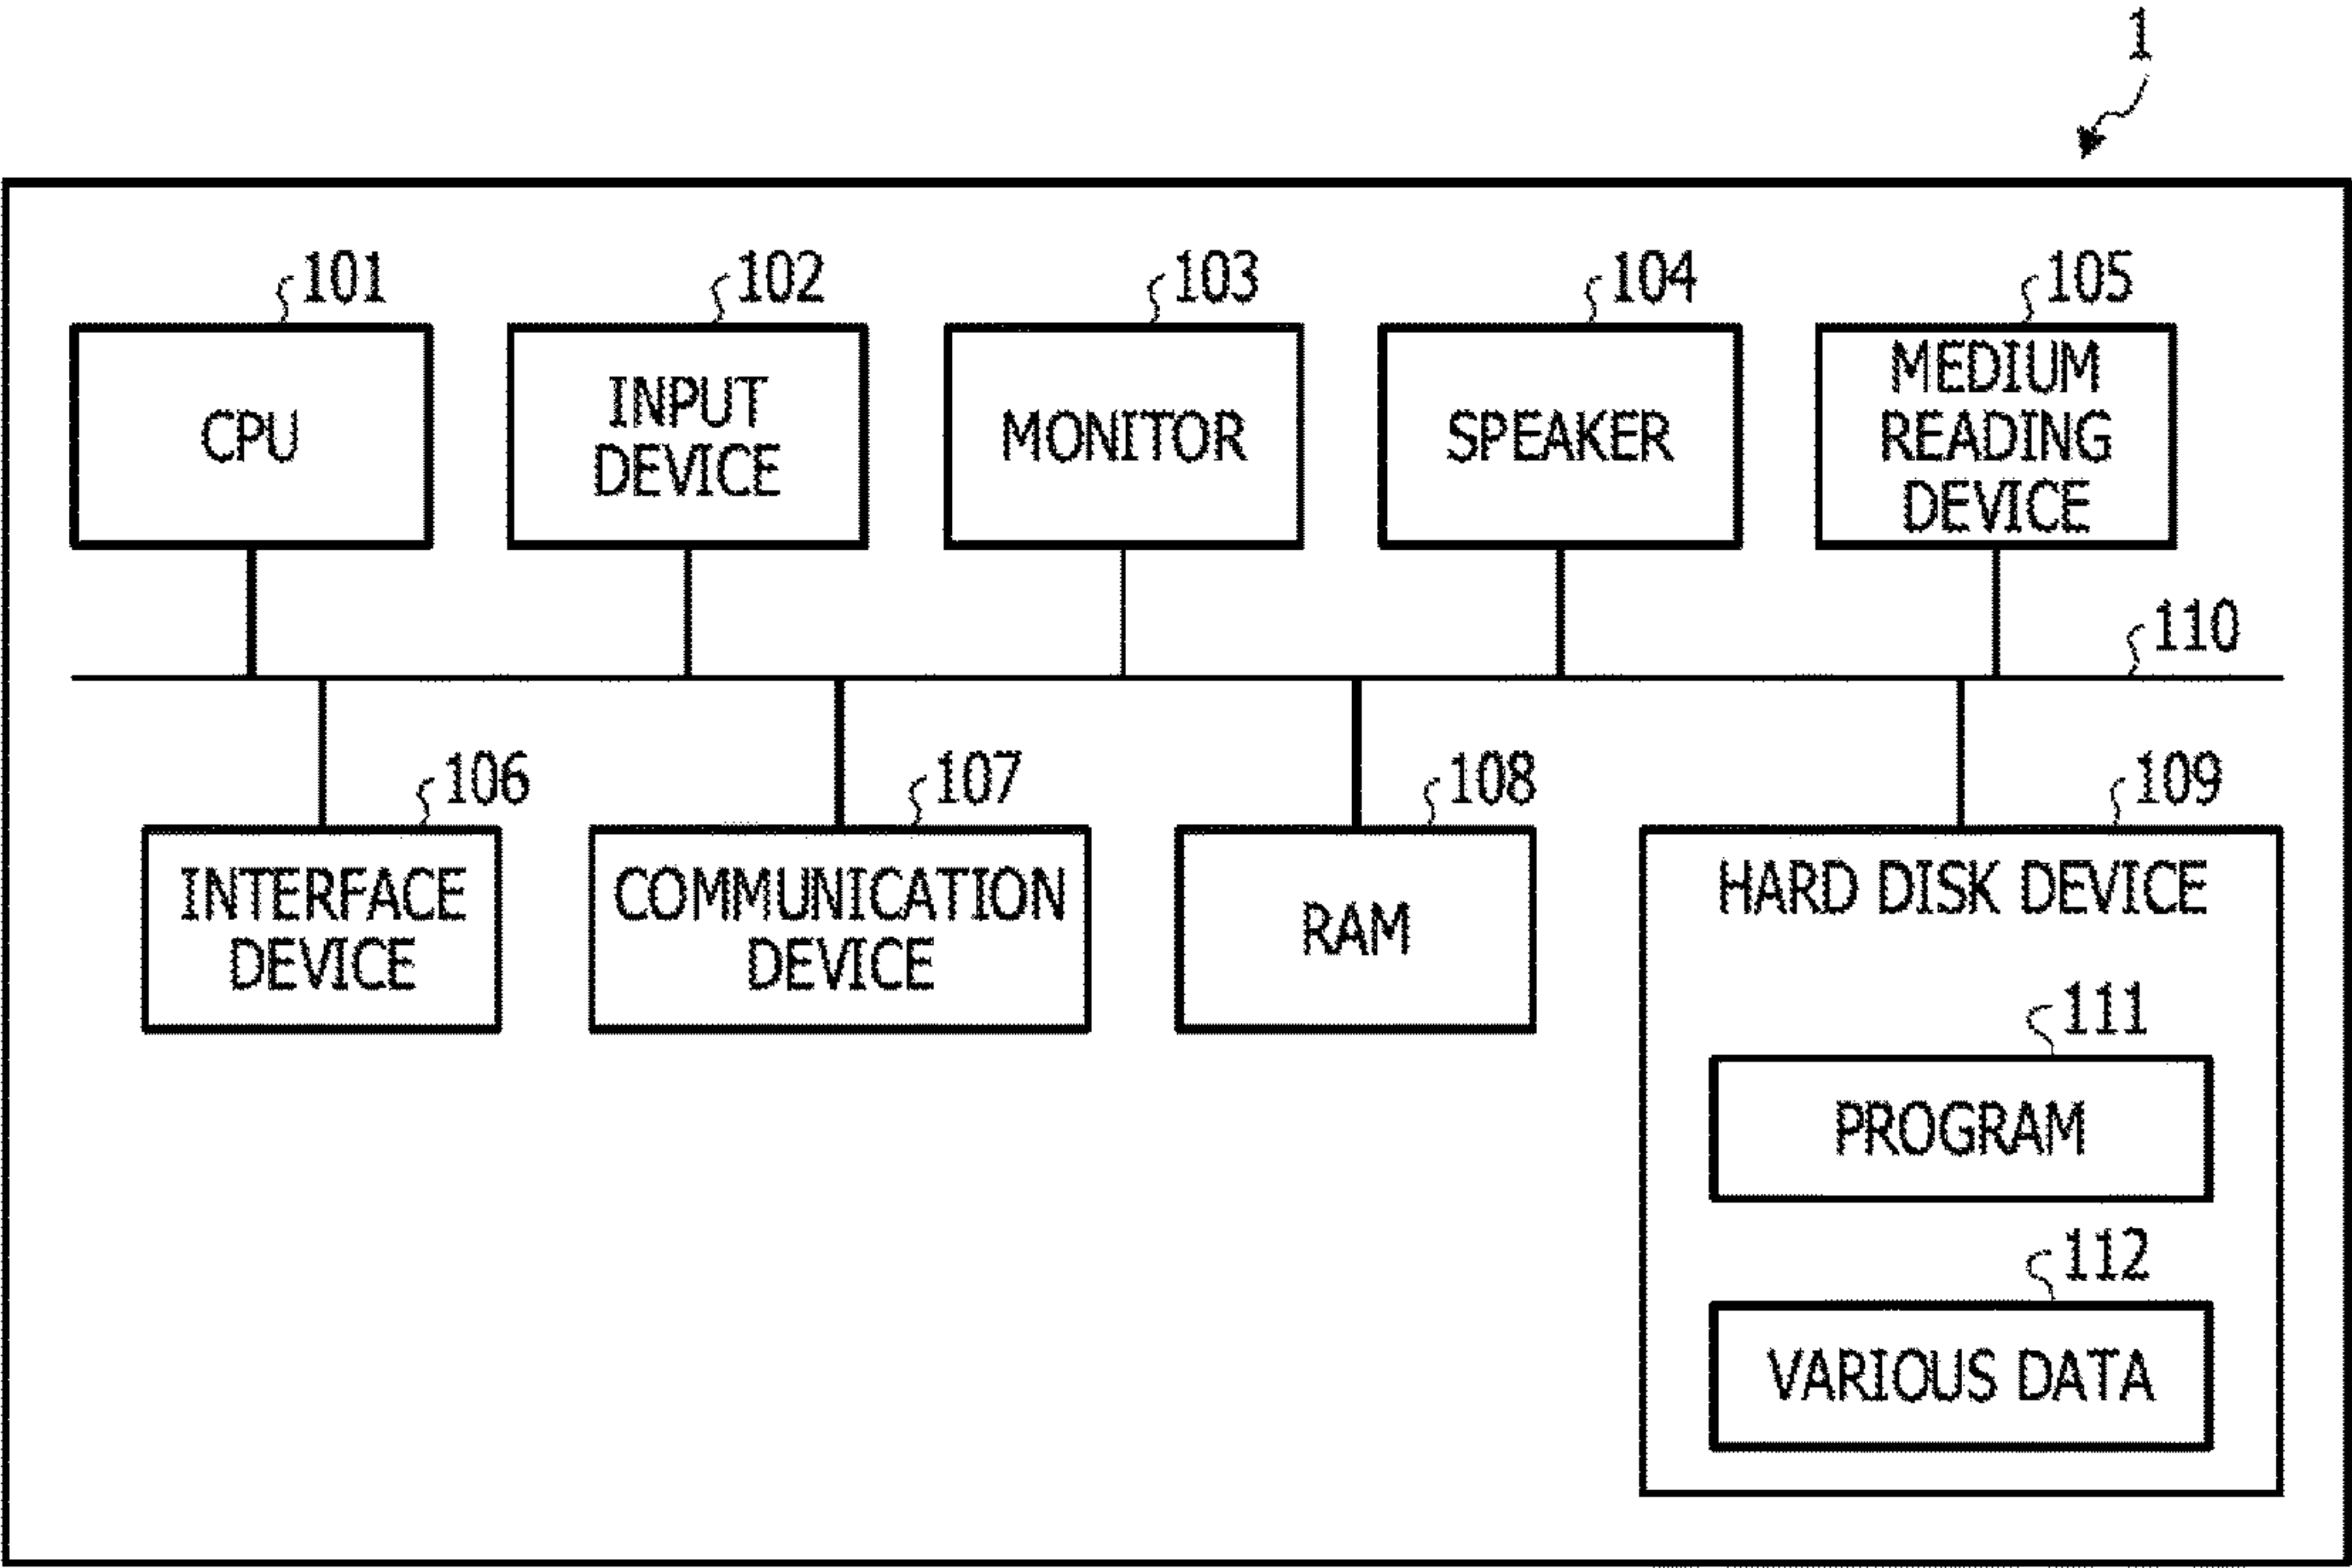 1
101
102
103
104
105
CPU
INPUT
DEVICE
MONITOR
SPEAKER
MEDIUM
READING
DEVICE
110
106
107
108
109
INTERFACE
DEVICE
COMMUNICATION
DEVICE
RAM
HARD DISK DEVICE
111
PROGRAM
112
VARIOUS DATA